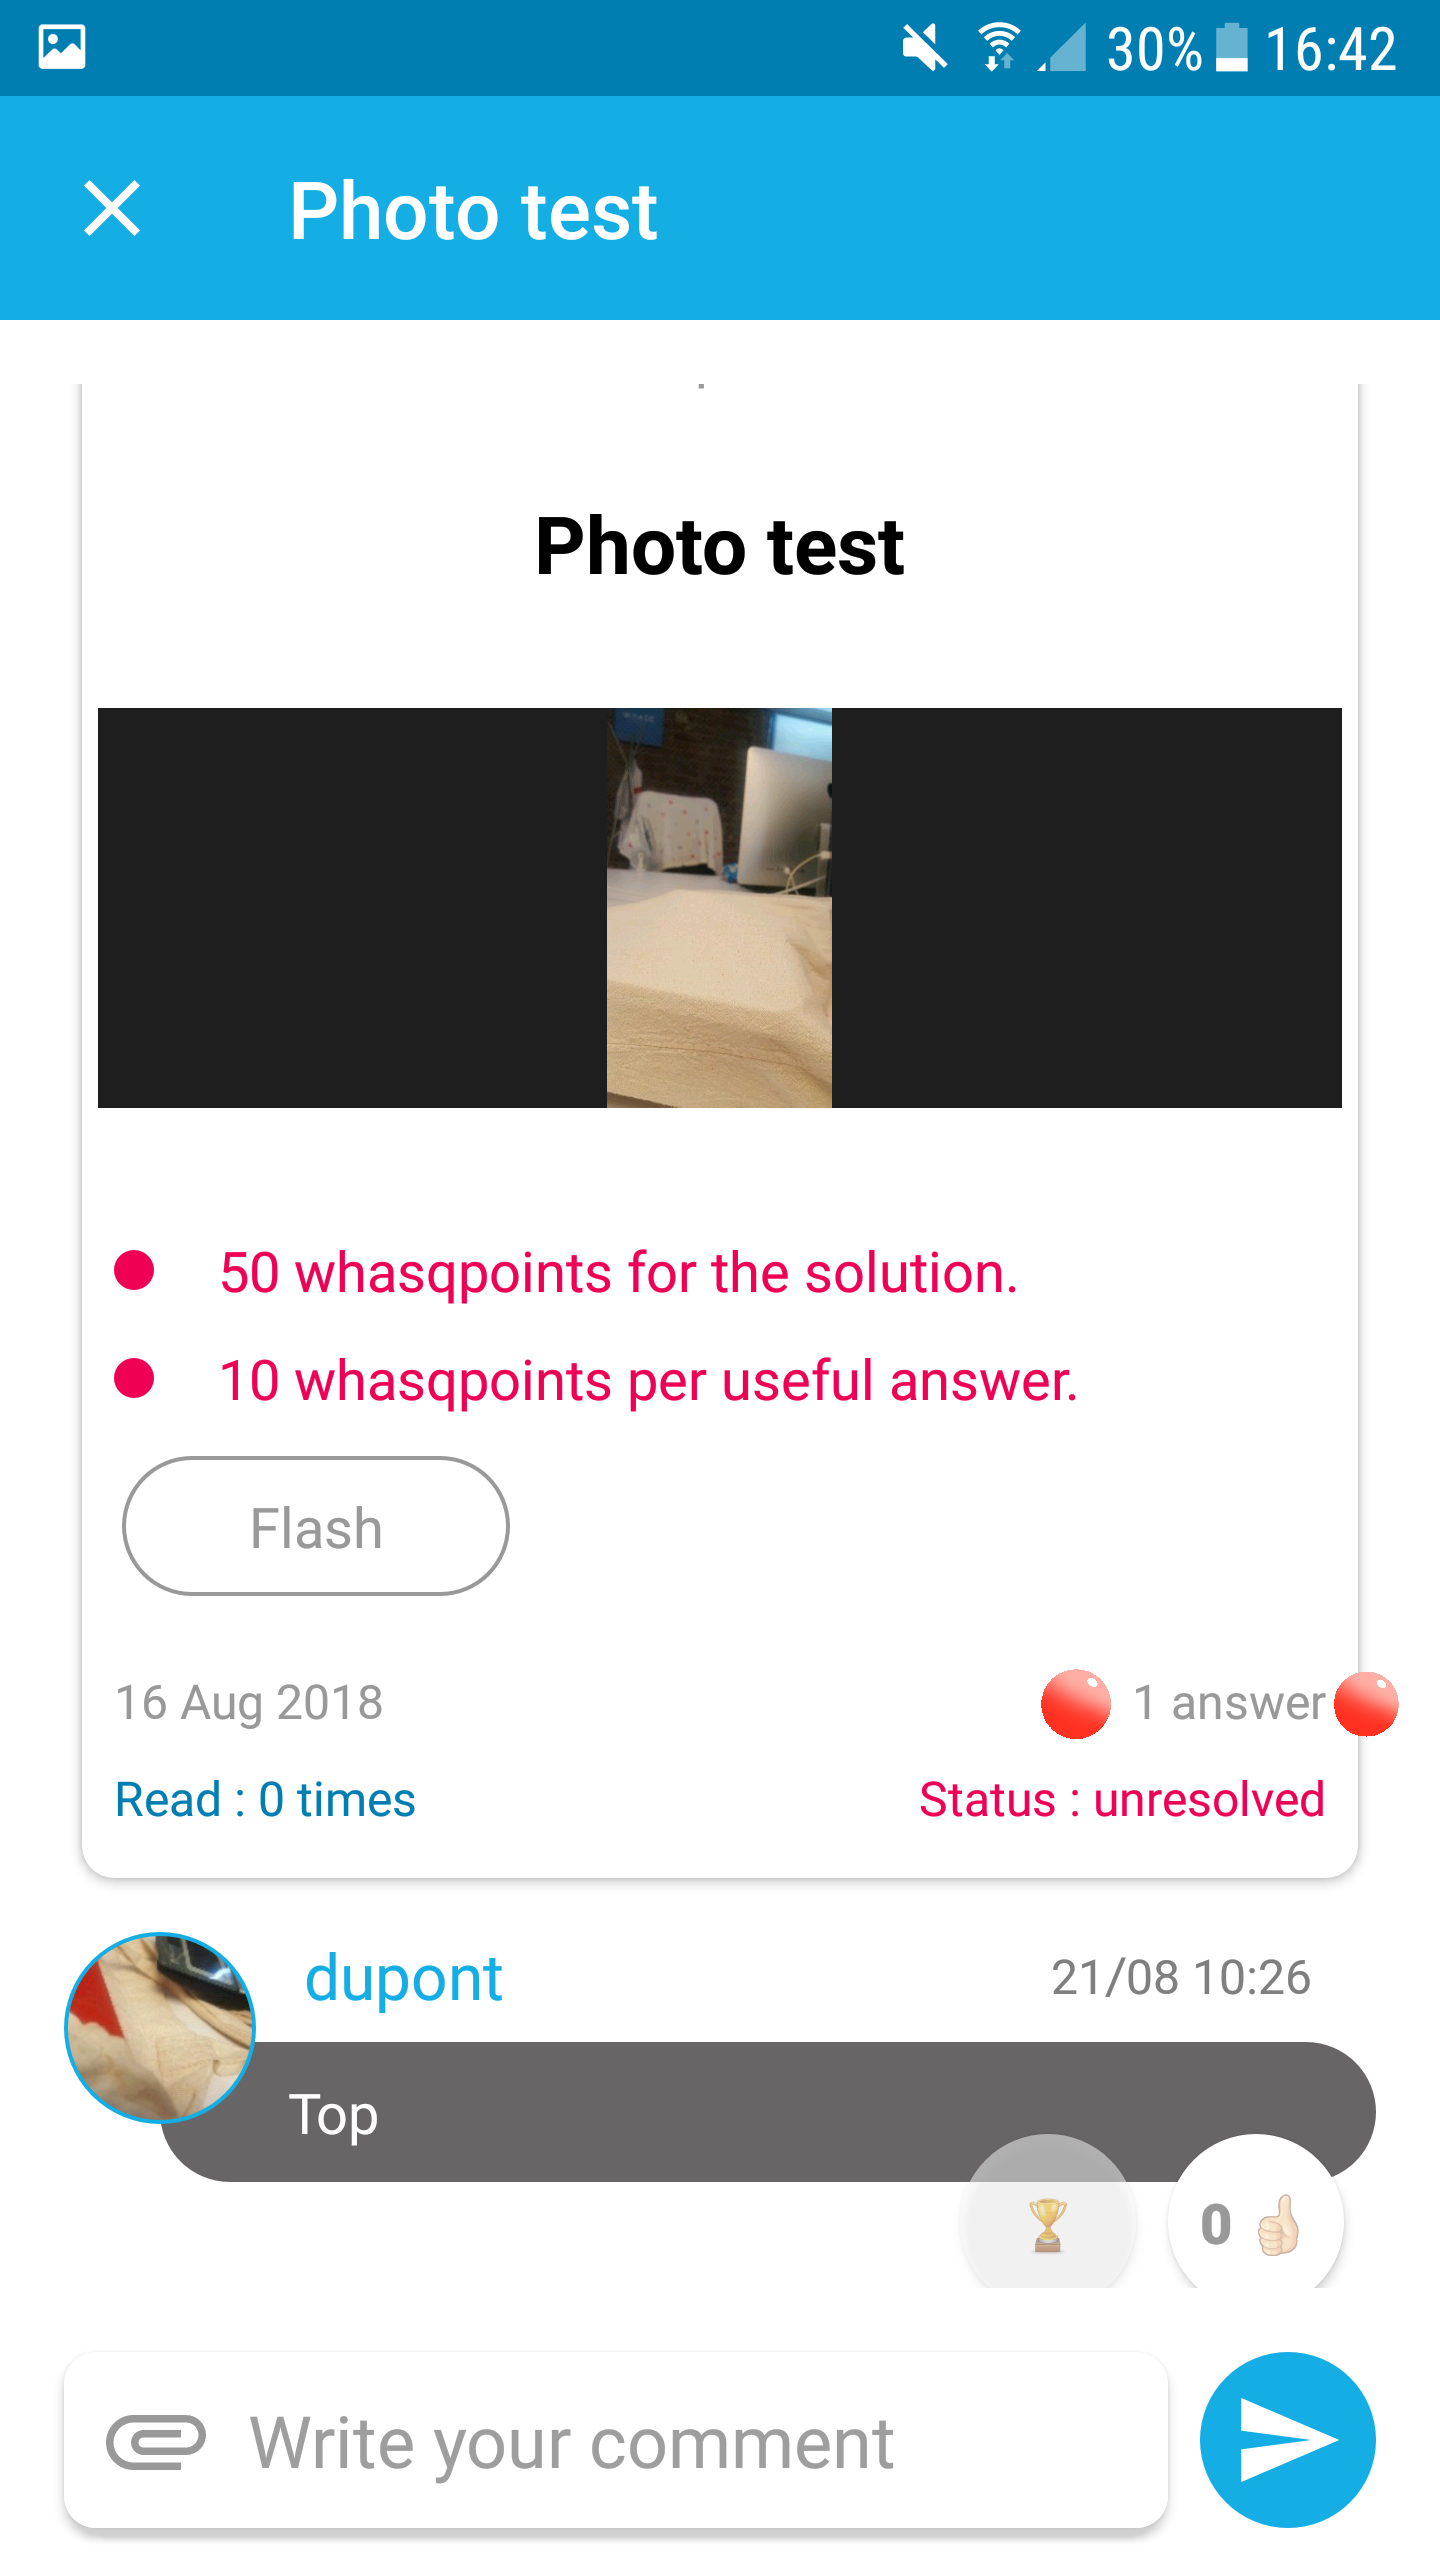 30% 16:42
Photo test
Photo test
50 whasqpoints for the solution.
10 whasqpoints per useful answer.
Flash
16 Aug 2018 1 answer
Read : 0 times Status : unresolved
dupont 21/08 10:26
Top
0
Write your comment